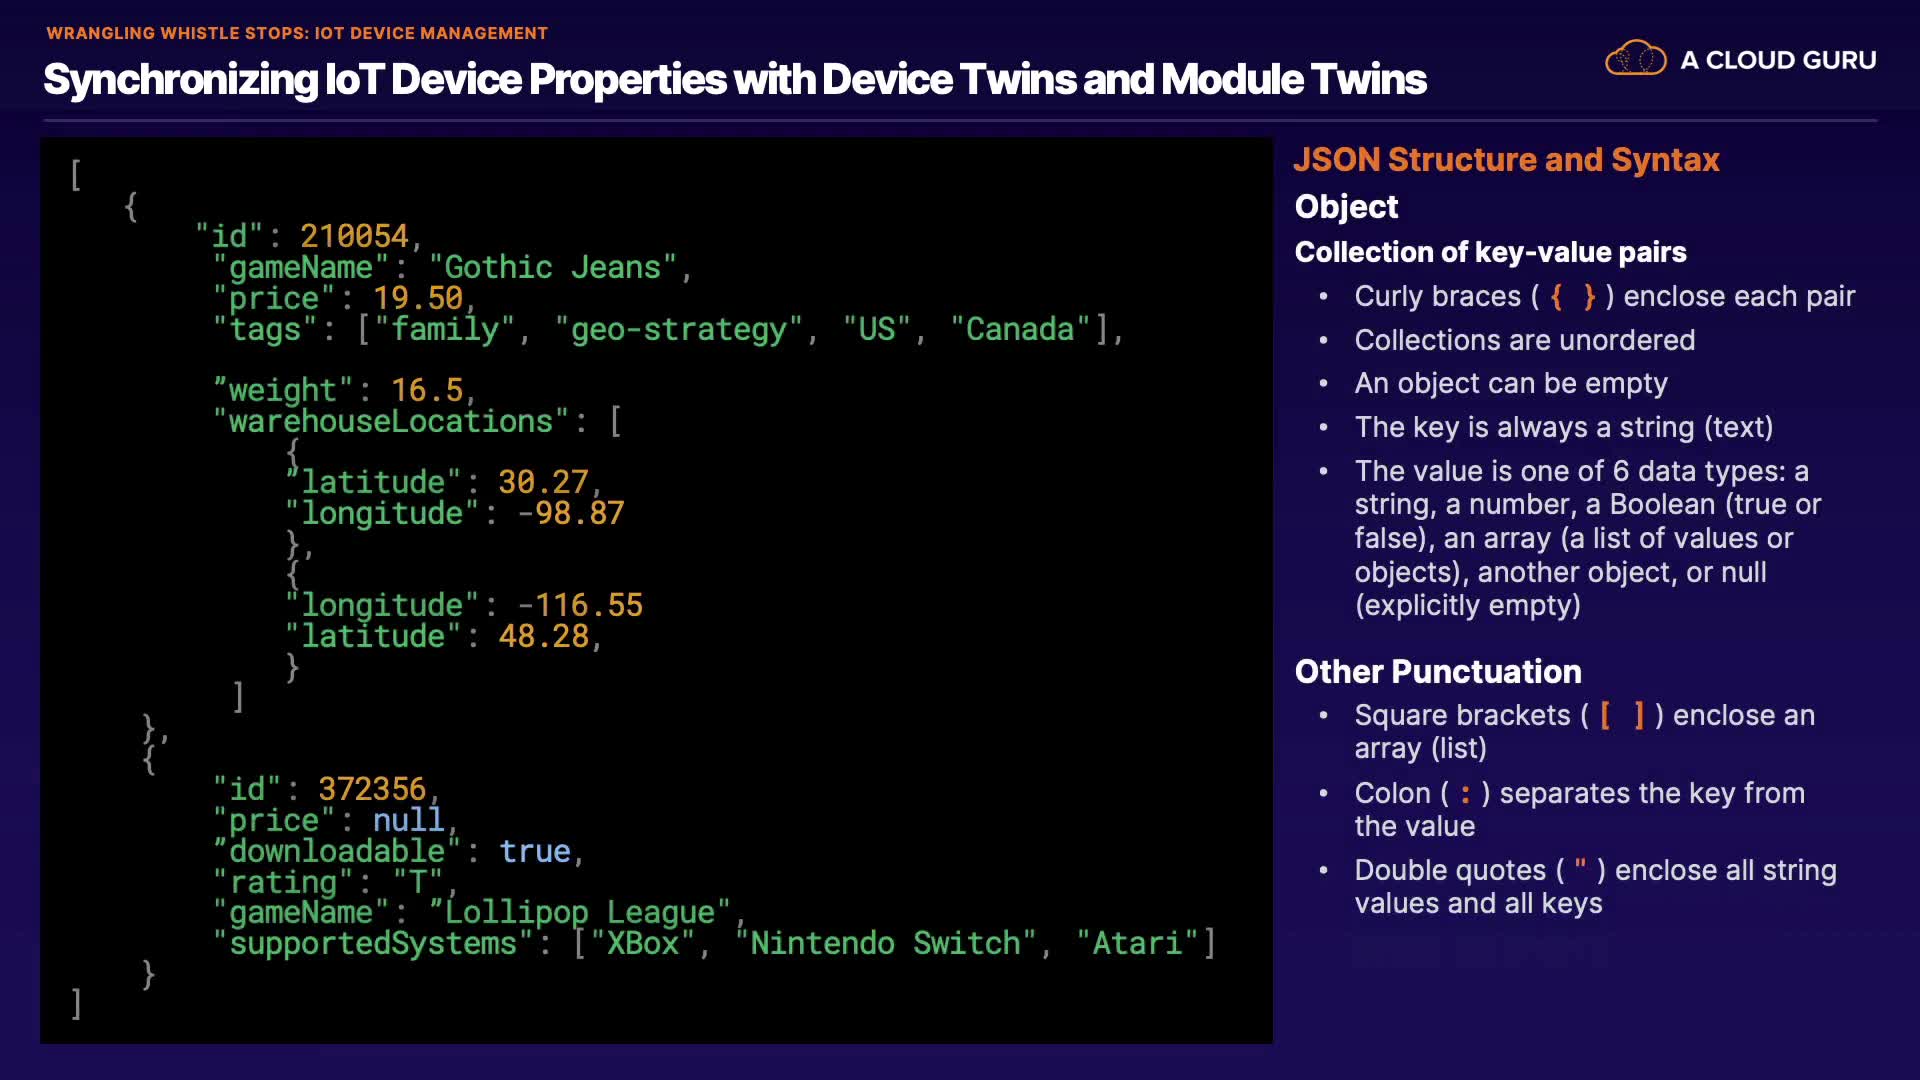 WRANGLING WHISTLE STOPS: IOT DEVICE MANAGEMENT
Synchronizing IoT Device Properties with Device Twins and Module Twins
A CLOUD GURU
[
{
"id": 210054,
"gameName": "Gothic Jeans",
"price": 19.50,
"tags": ["family", "geo-strategy", "US", "Canada"],
”weight": 16.5,
"warehouseLocations": [
{
”latitude": 30.27,
"longitude": -98.87
},
{
"longitude": -116.55
"latitude": 48.28,
}
]
},
{
"id": 372356,
"price": null,
”downloadable": true,
"rating": "T",
"gameName": ”Lollipop League",
"supportedSystems": ["XBox", "Nintendo Switch", "Atari"]
}
]
JSON Structure and Syntax
Object
Collection of key-value pairs
• Curly braces ( { } ) enclose each pair
• Collections are unordered
• An object can be empty
• The key is always a string (text)
• The value is one of 6 data types: a
string, a number, a Boolean (true or
false), an array (a list of values or
objects), another object, or null
(explicitly empty)
Other Punctuation
• Square brackets ( [ ] ) enclose an
array (list)
• Colon ( : ) separates the key from
the value
• Double quotes ( " ) enclose all string
values and all keys